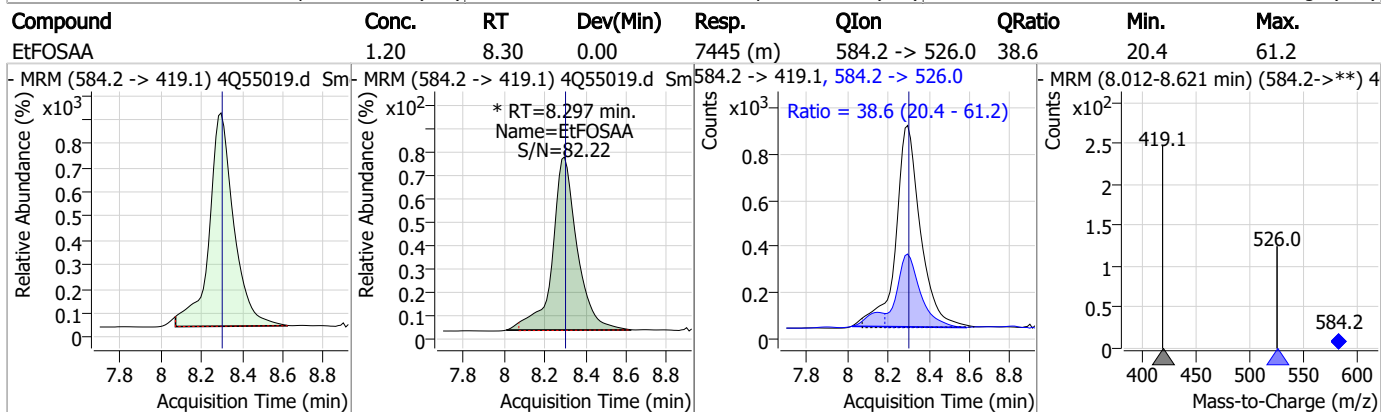 Compound Conc. RT Dev(Min) Resp. QIon QRatio Min. Max.
EtFOSAA 1.20 8.30 0.00 7445 (m) 584.2 -> 526.0 38.6 20.4 61.2
- MRM (584.2 -> 419.1) 4Q55019.d Sm
Relative Abundance (%)
x10³
0.8
0.7
0.6
0.5
0.4
0.3
0.2
0.1
0
7.8 8 8.2 8.4 8.6 8.8
Acquisition Time (min)
- MRM (584.2 -> 419.1) 4Q55019.d Sm
Relative Abundance (%)
x10²
* RT=8.297 min.
Name=EtFOSAA
S/N=82.22
0.8
0.7
0.6
0.5
0.4
0.3
0.2
0.1
0
7.8 8 8.2 8.4 8.6 8.8
Acquisition Time (min)
584.2 -> 419.1, 584.2 -> 526.0
Counts
x10³
Ratio = 38.6 (20.4 - 61.2)
0.8
0.6
0.4
0.2
0
7.8 8 8.2 8.4 8.6 8.8
Acquisition Time (min)
- MRM (8.012-8.621 min) (584.2->**) 4
Counts
x10²
2.5
2
1.5
1
0.5
0
419.1
526.0
584.2
400 450 500 550 600
Mass-to-Charge (m/z)